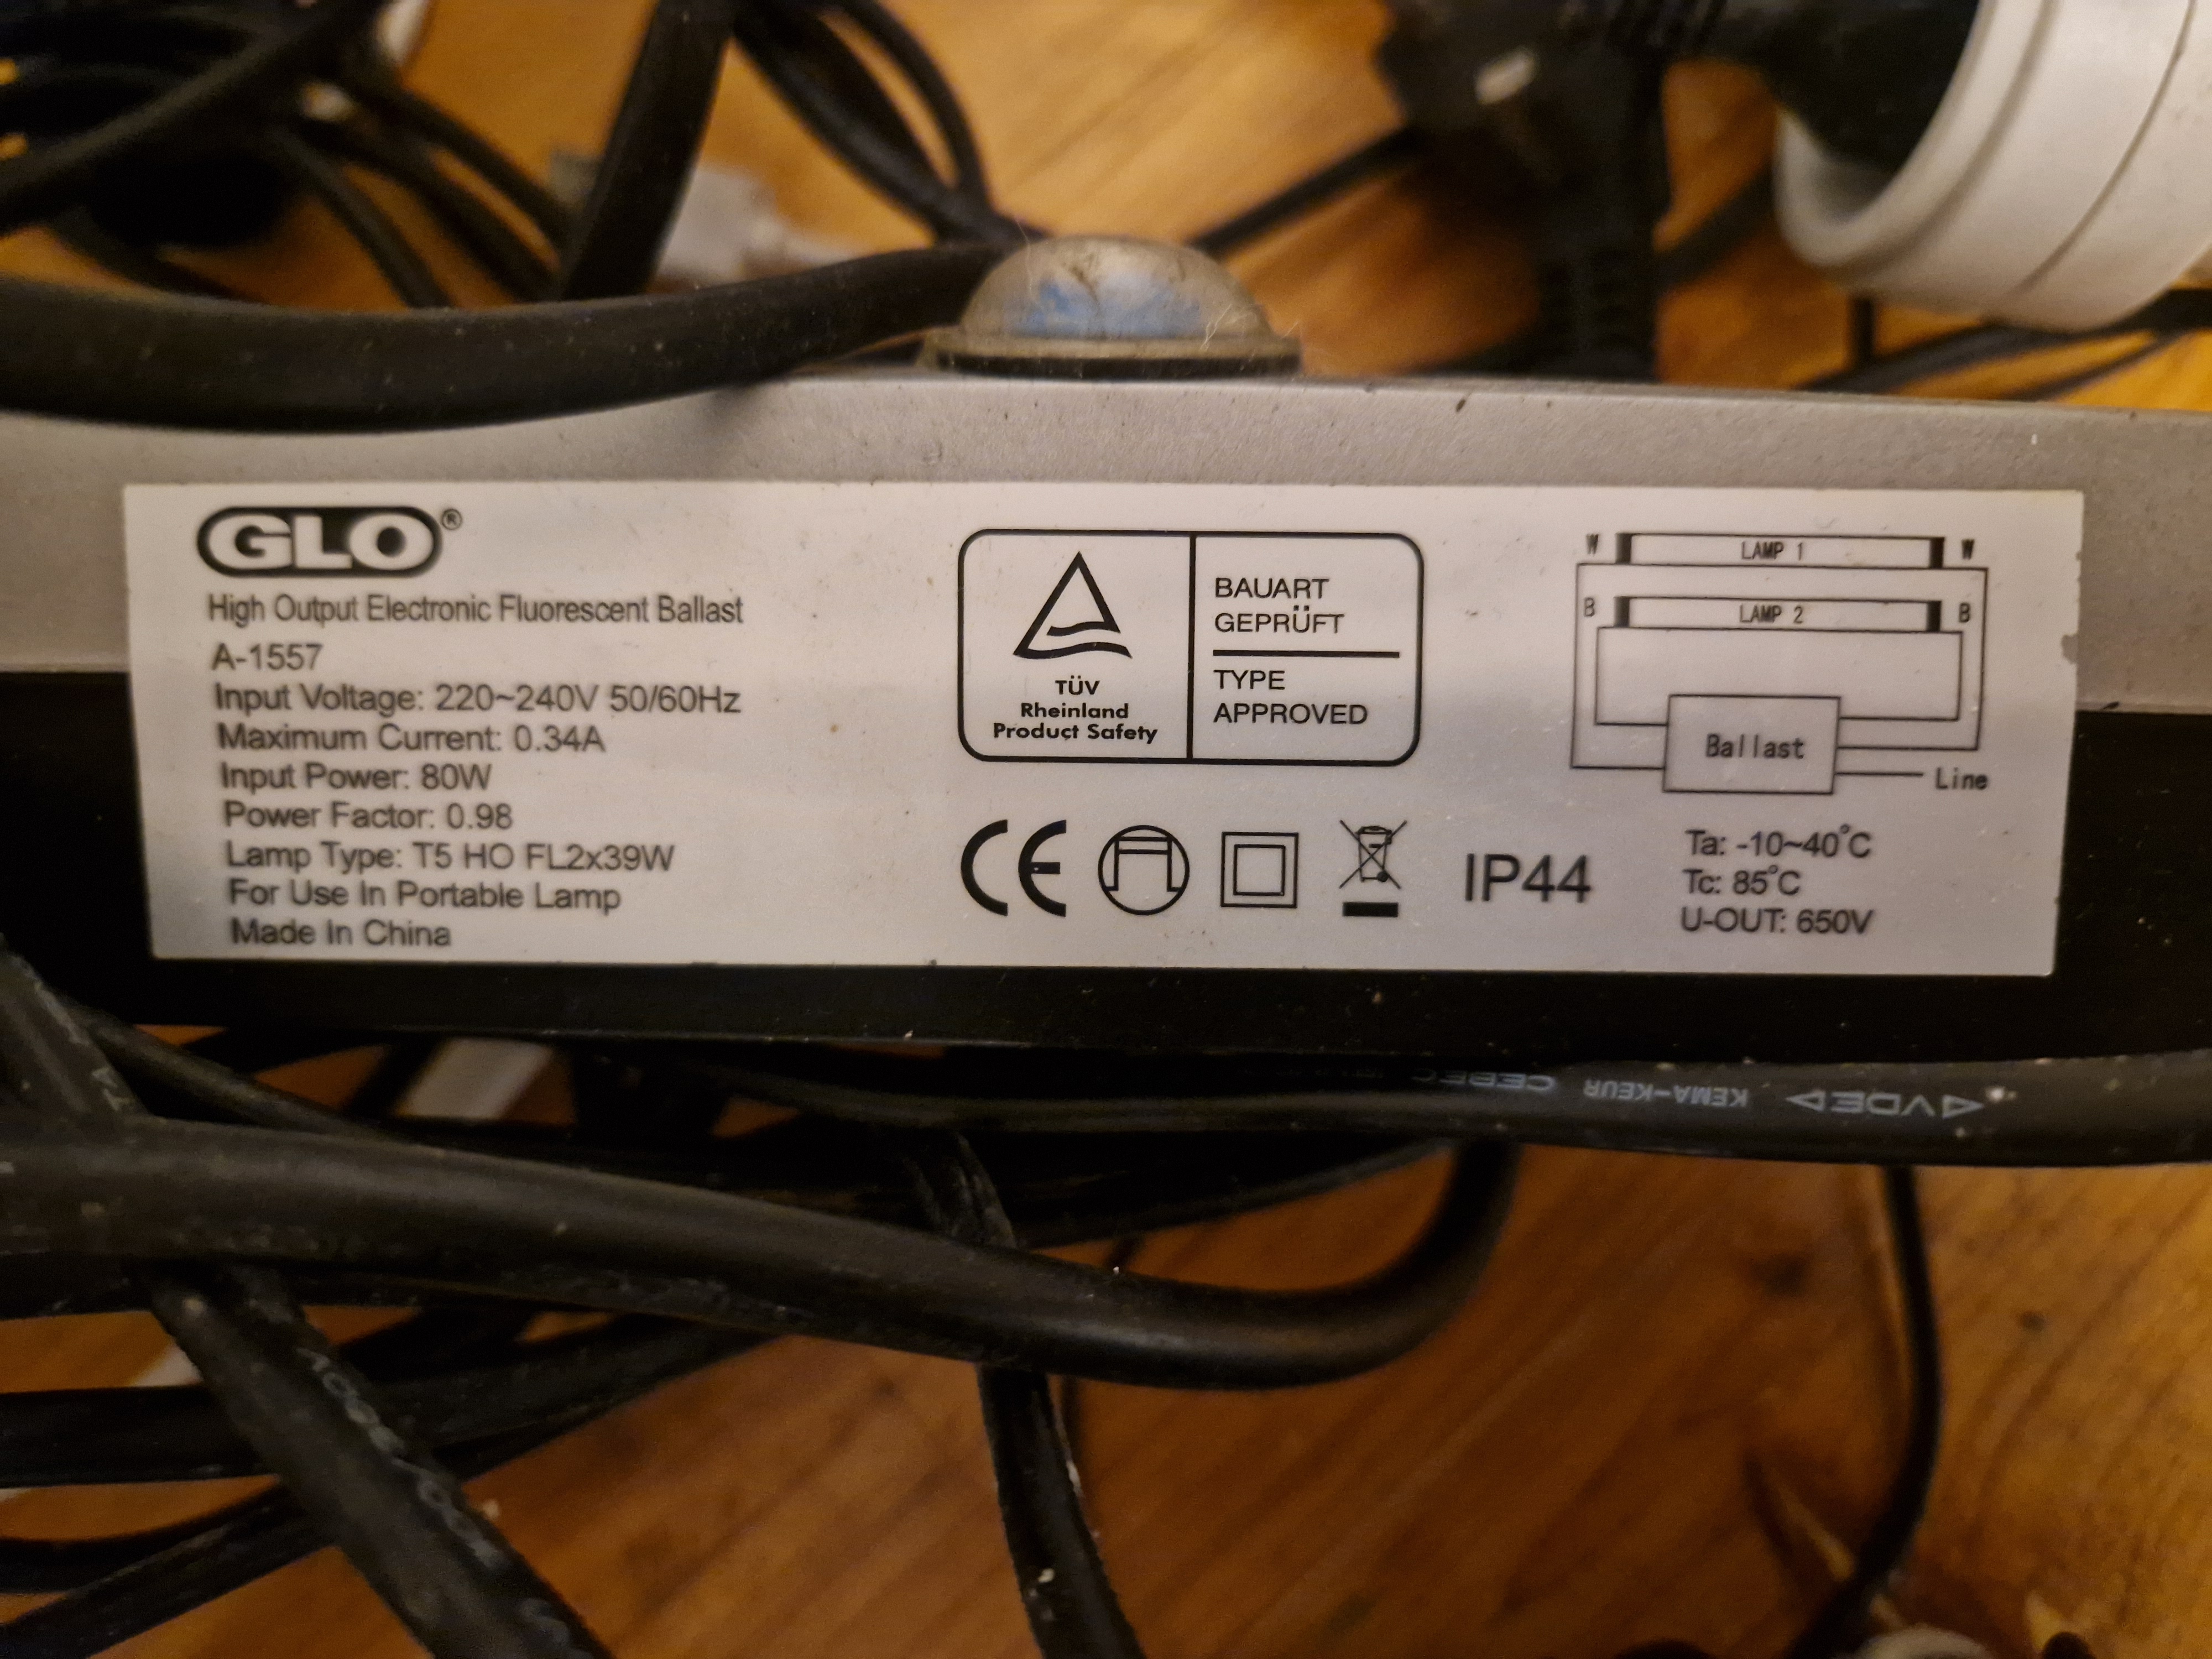 GLO®
High Output Electronic Fluorescent Ballast
A-1557
Input Voltage: 220~240V 50/60Hz
Maximum Current: 0.34A
Input Power: 80W
Power Factor: 0.98
Lamp Type: T5 HO FL2x39W
For Use In Portable Lamp
Made In China
TÜV
Rheinland
Product Safety
BAUART
GEPRÜFT
TYPE
APPROVED
CE
IP44
W LAMP 1 W
B LAMP 2 B
Ballast
Line
Ta: -10~40°C
Tc: 85°C
U-OUT: 650V
◁VDE▷ KEMA-KEUR CEBEC